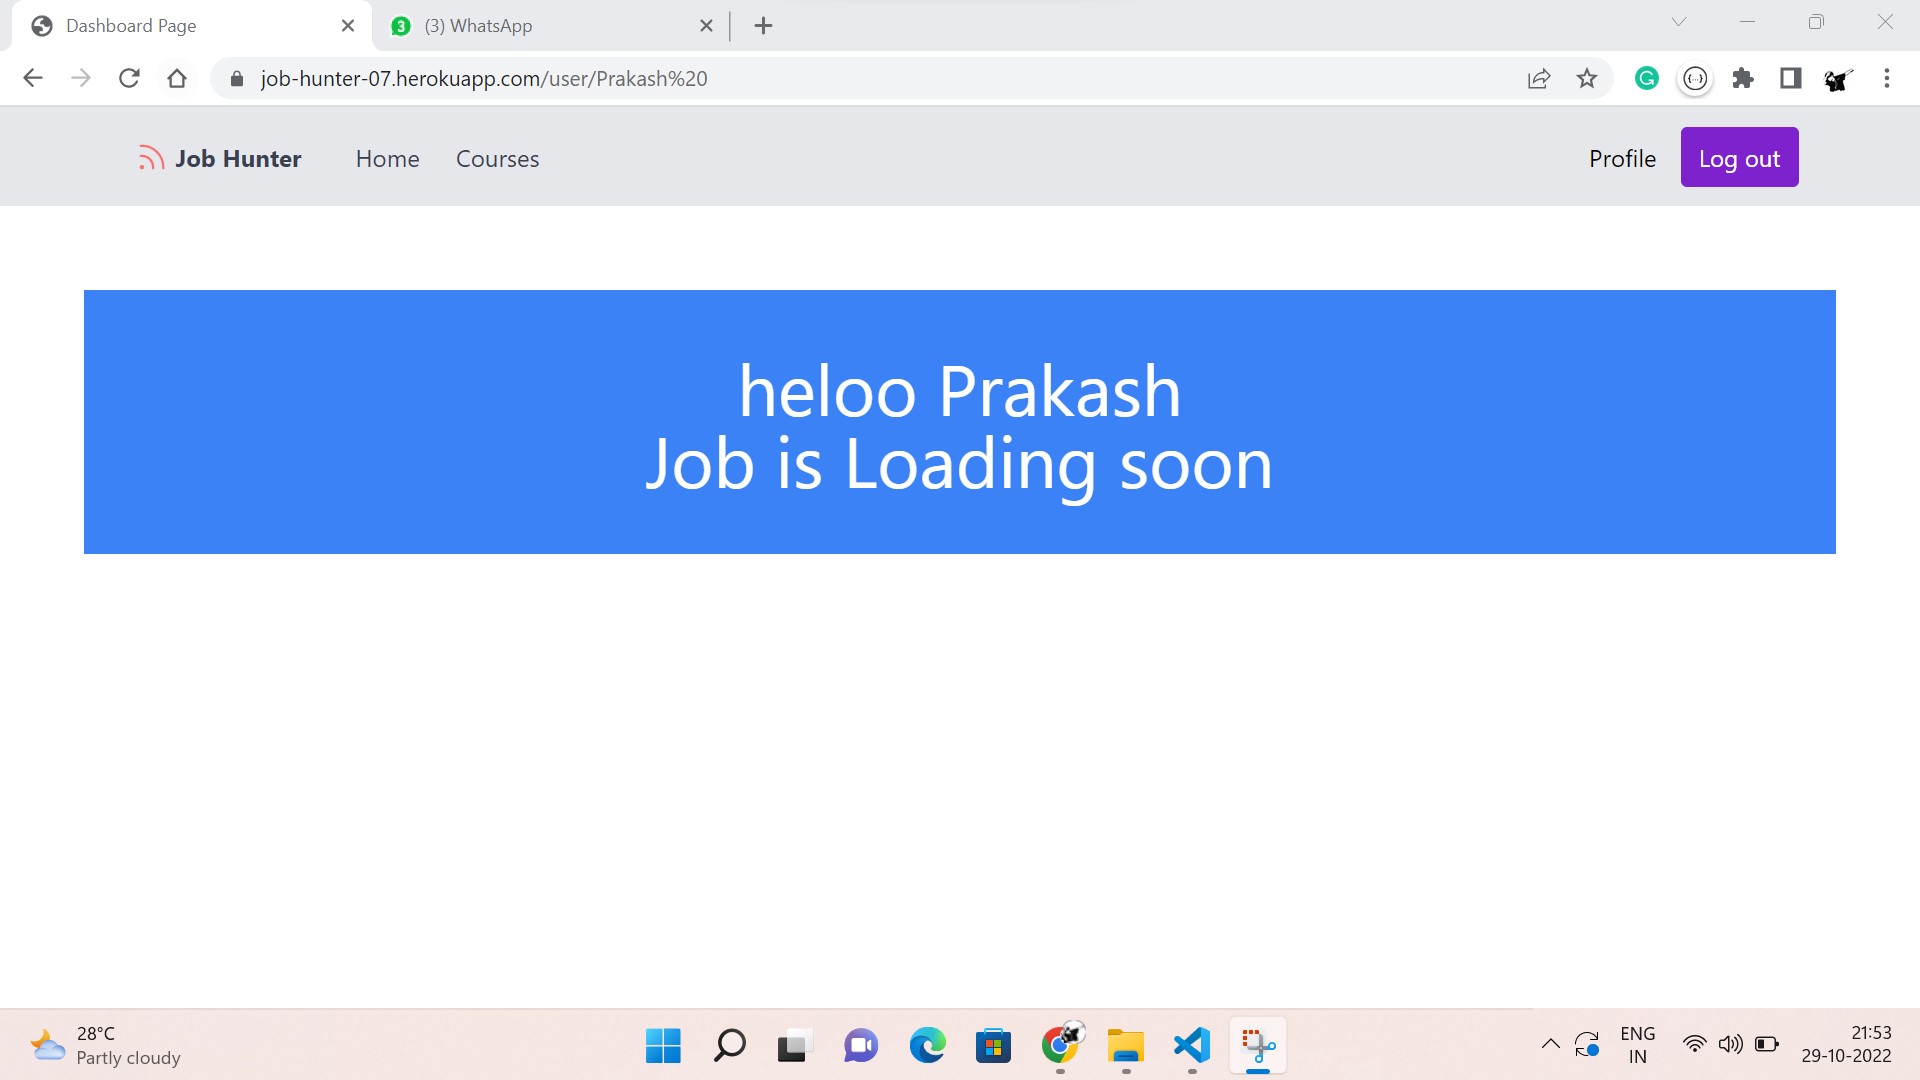 Dashboard Page
3 (3) WhatsApp
job-hunter-07.herokuapp.com/user/Prakash%20
Job Hunter Home Courses Profile Log out
heloo Prakash
Job is Loading soon
28°C
Partly cloudy
ENG
IN
21:53
29-10-2022